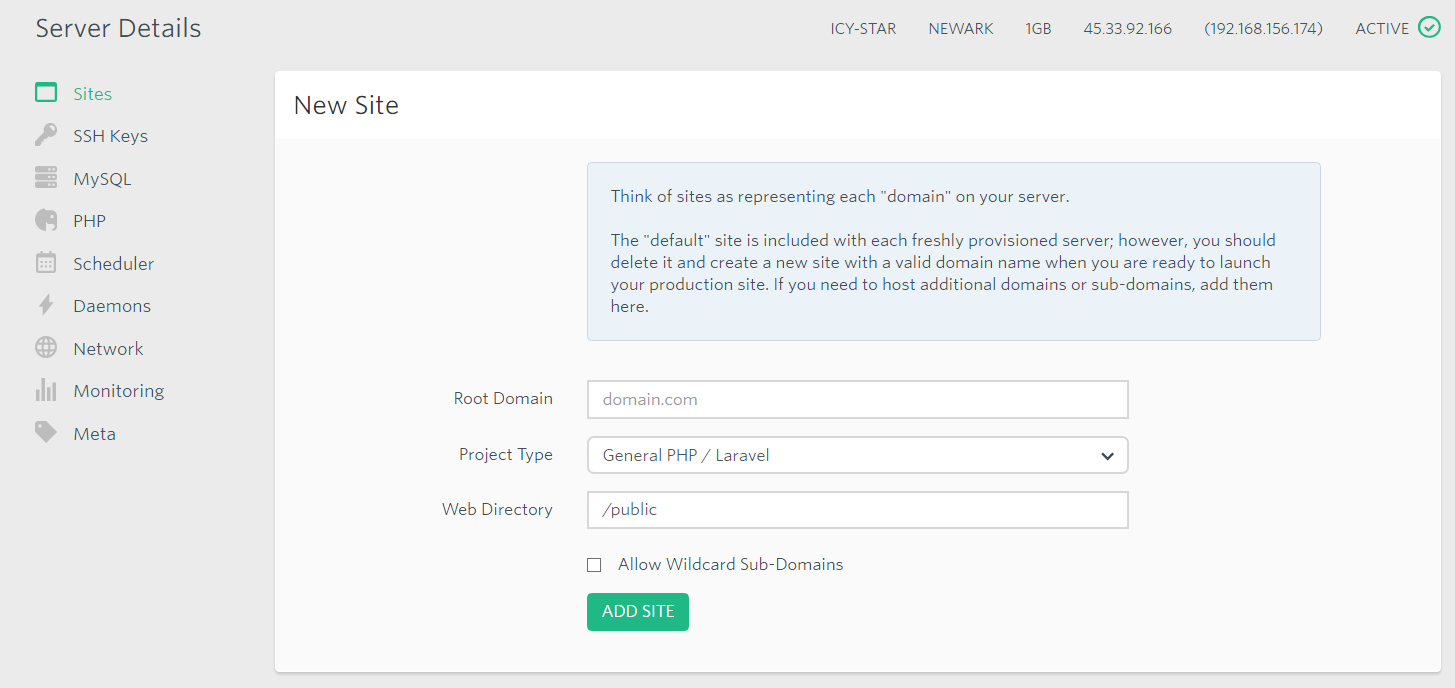 Server Details
ICY-STAR NEWARK 1GB 45.33.92.166 (192.168.156.174) ACTIVE
Sites
SSH Keys
MySQL
PHP
Scheduler
Daemons
Network
Monitoring
Meta
New Site
Think of sites as representing each "domain" on your server.
The "default" site is included with each freshly provisioned server; however, you should
delete it and create a new site with a valid domain name when you are ready to launch
your production site. If you need to host additional domains or sub-domains, add them
here.
Root Domain domain.com
Project Type General PHP / Laravel
Web Directory /public
Allow Wildcard Sub-Domains
ADD SITE